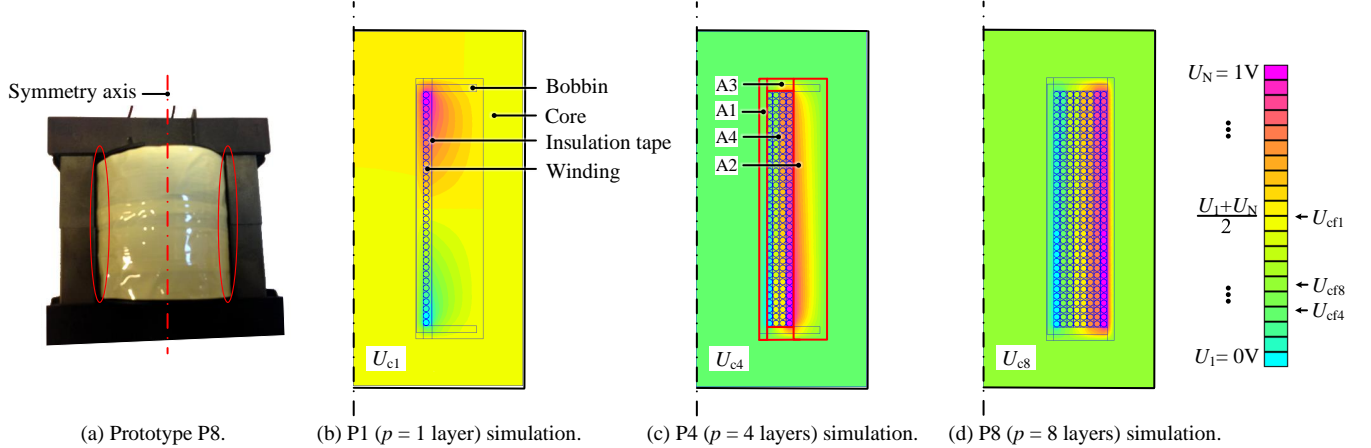 Symmetry axis
(a) Prototype P8.
Bobbin
Core
Insulation tape
Winding
U_c1
(b) P1 (p = 1 layer) simulation.
A3
A1
A4
A2
U_c4
(c) P4 (p = 4 layers) simulation.
U_c8
(d) P8 (p = 8 layers) simulation.
U_N = 1V
U_1+U_N
2
U_1= 0V
U_cf1
U_cf8
U_cf4